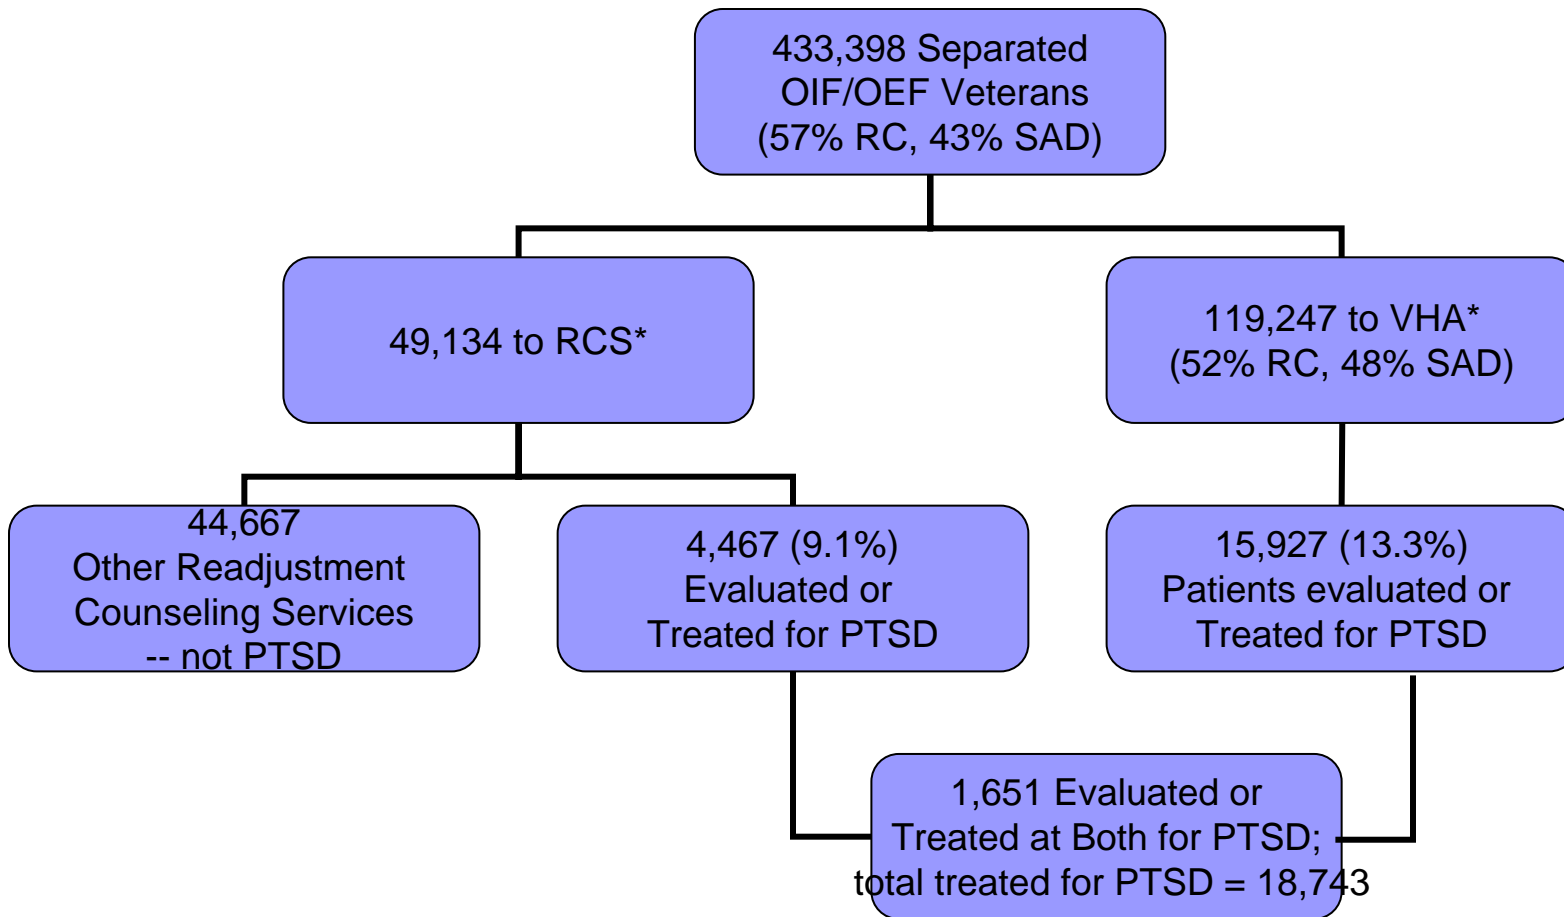 433,398 Separated
OIF/OEF Veterans
(57% RC, 43% SAD)
49,134 to RCS*
119,247 to VHA*
(52% RC, 48% SAD)
44,667
Other Readjustment
Counseling Services
-- not PTSD
4,467 (9.1%)
Evaluated or
Treated for PTSD
15,927 (13.3%)
Patients evaluated or
Treated for PTSD
1,651 Evaluated or
Treated at Both for PTSD;
total treated for PTSD = 18,743